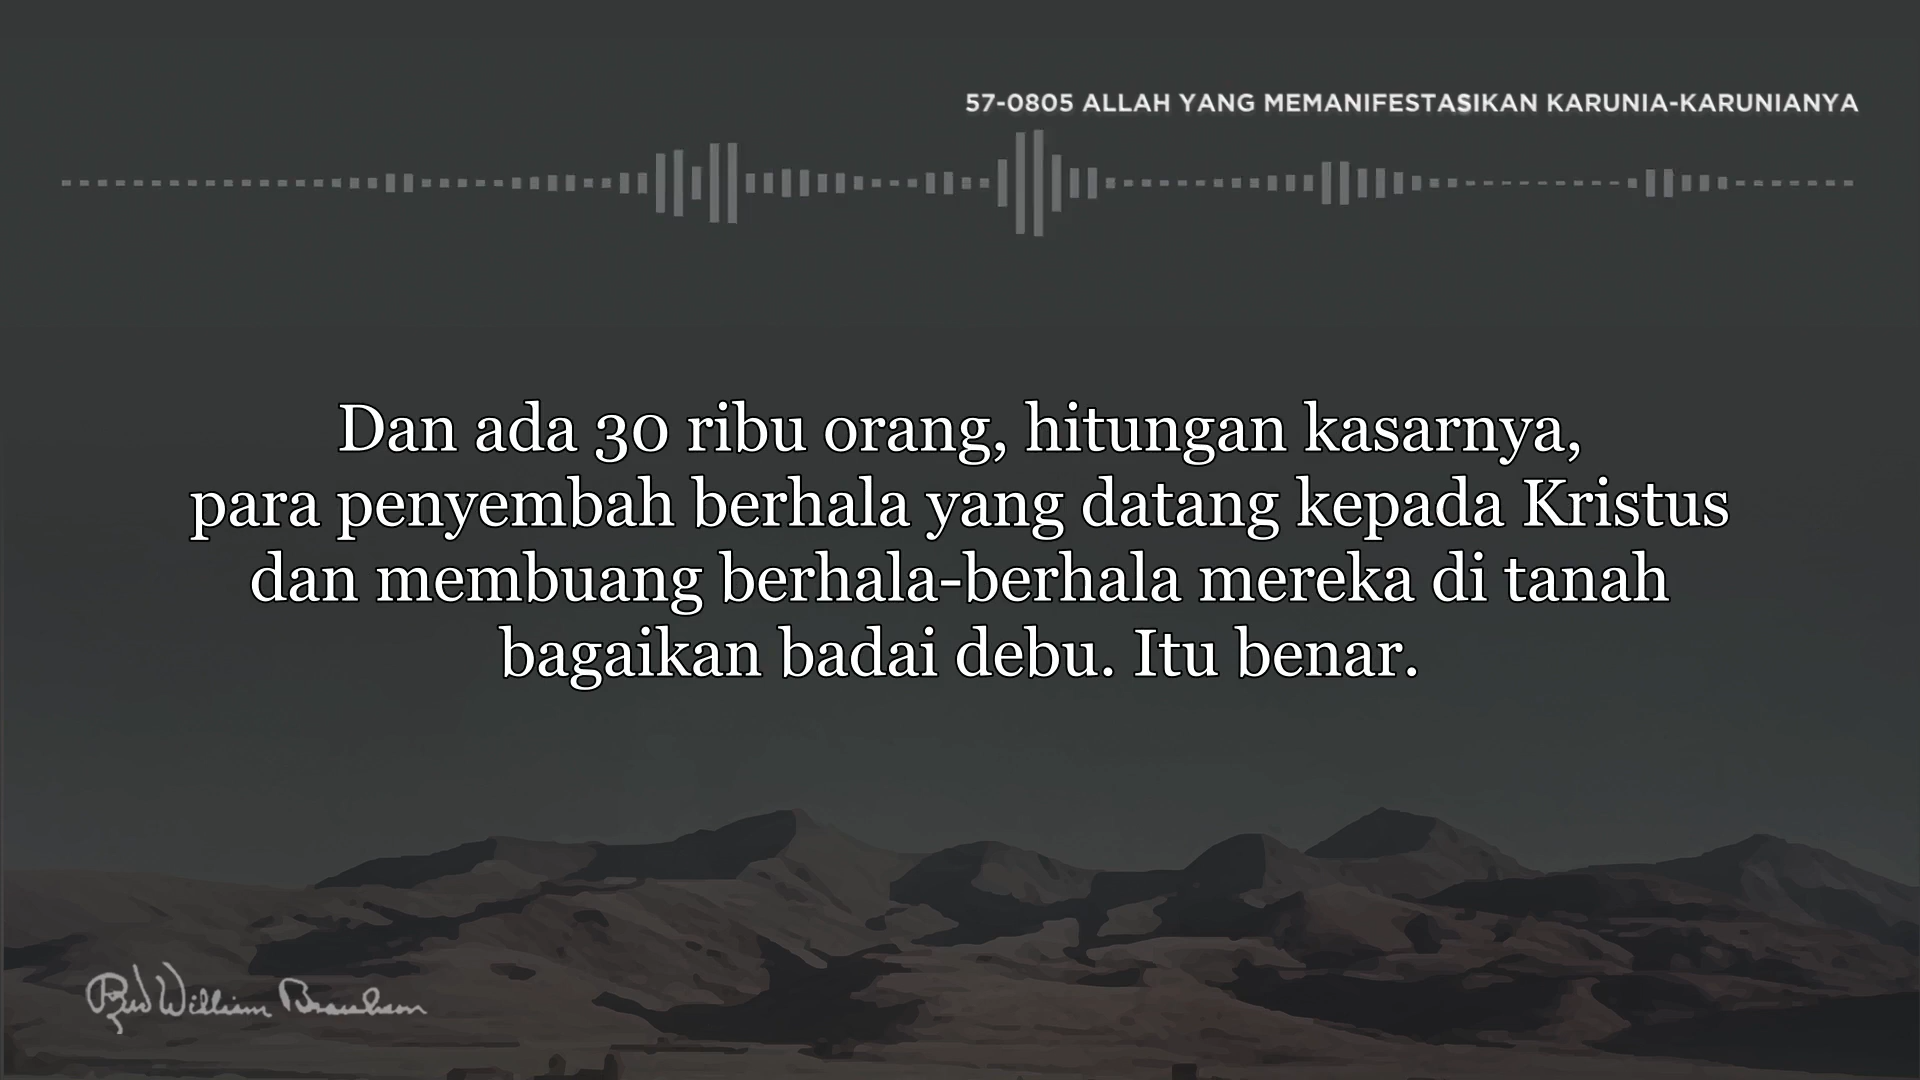 57-0805 ALLAH YANG MEMANIFESTASIKAN KARUNIA-KARUNIANYA
Dan ada 30 ribu orang, hitungan kasarnya,
para penyembah berhala yang datang kepada Kristus
dan membuang berhala-berhala mereka di tanah
bagaikan badai debu. Itu benar.
Rev William Branham